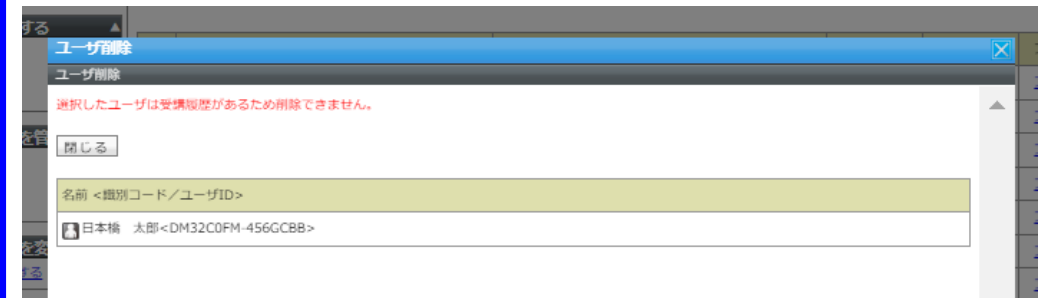 する ▲
ユーザ削除
ユーザ削除
選択したユーザは受講履歴があるため削除できません。
を管
閉じる
名前 <識別コード／ユーザID>
日本橋　太郎<DM32C0FM-456GCBB>
を変
する